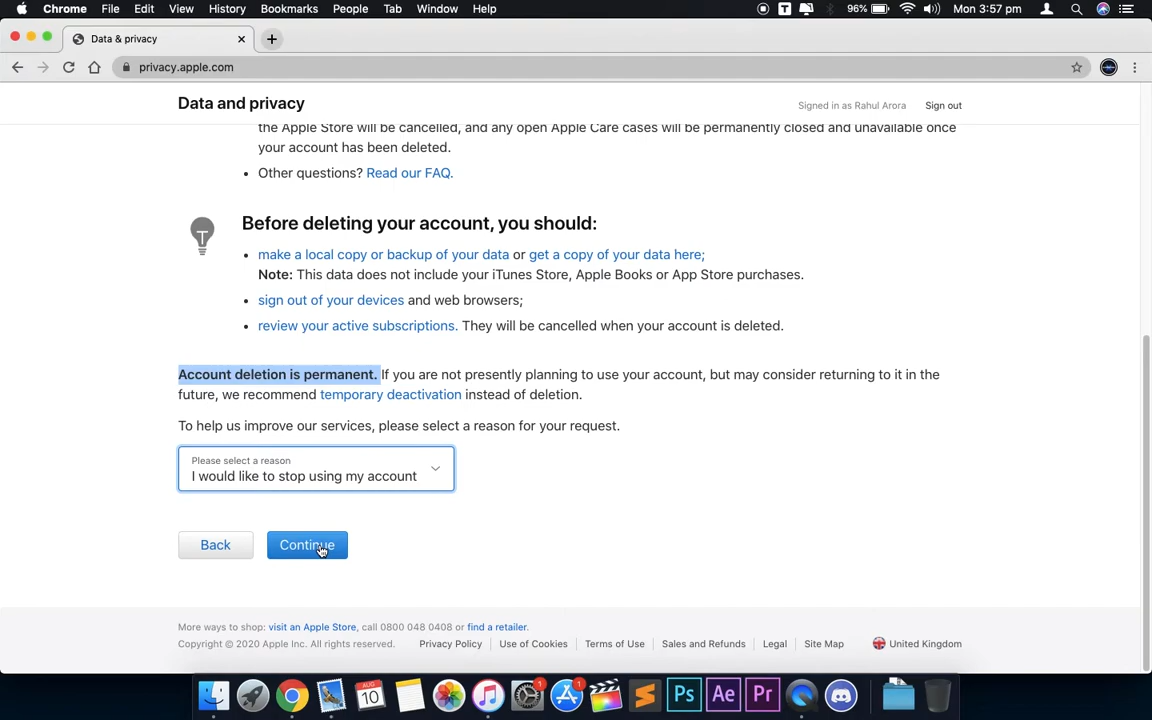 Chrome File Edit View History Bookmarks People Tab Window Help T 96% Mon 3:57 pm
Data & privacy
privacy.apple.com
Data and privacy Signed in as Rahul Arora Sign out
the Apple Store will be cancelled, and any open Apple Care cases will be permanently closed and unavailable once
your account has been deleted.
• Other questions? Read our FAQ.
Before deleting your account, you should:
• make a local copy or backup of your data or get a copy of your data here;
Note: This data does not include your iTunes Store, Apple Books or App Store purchases.
• sign out of your devices and web browsers;
• review your active subscriptions. They will be cancelled when your account is deleted.
Account deletion is permanent. If you are not presently planning to use your account, but may consider returning to it in the
future, we recommend temporary deactivation instead of deletion.
To help us improve our services, please select a reason for your request.
Please select a reason
I would like to stop using my account
Back Continue
More ways to shop: visit an Apple Store, call 0800 048 0408 or find a retailer.
Copyright © 2020 Apple Inc. All rights reserved. Privacy Policy Use of Cookies Terms of Use Sales and Refunds Legal Site Map United Kingdom
AUG 10 1 1 Ps Ae Pr